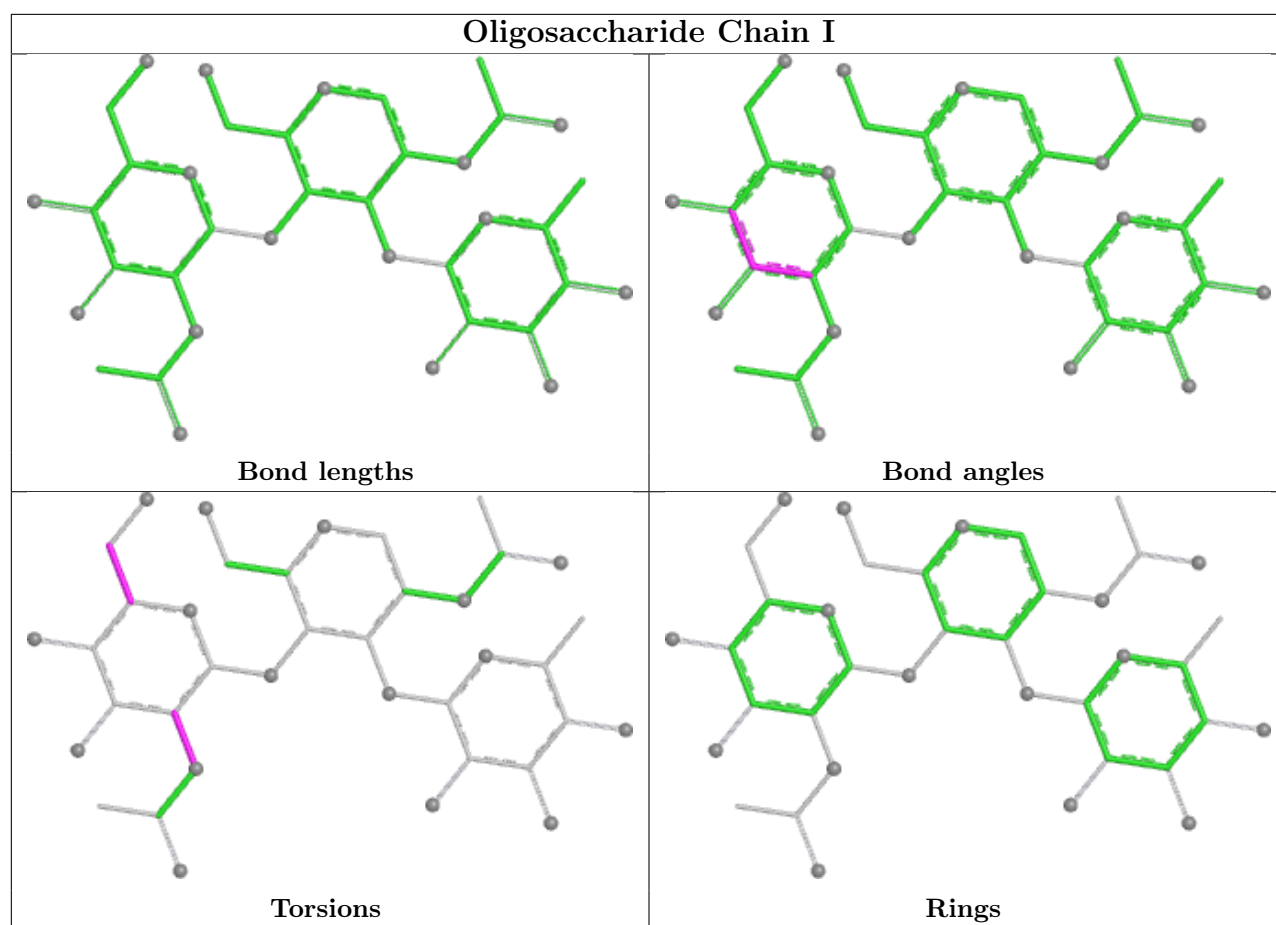 Oligosaccharide Chain I
Bond lengths
Bond angles
Torsions
Rings